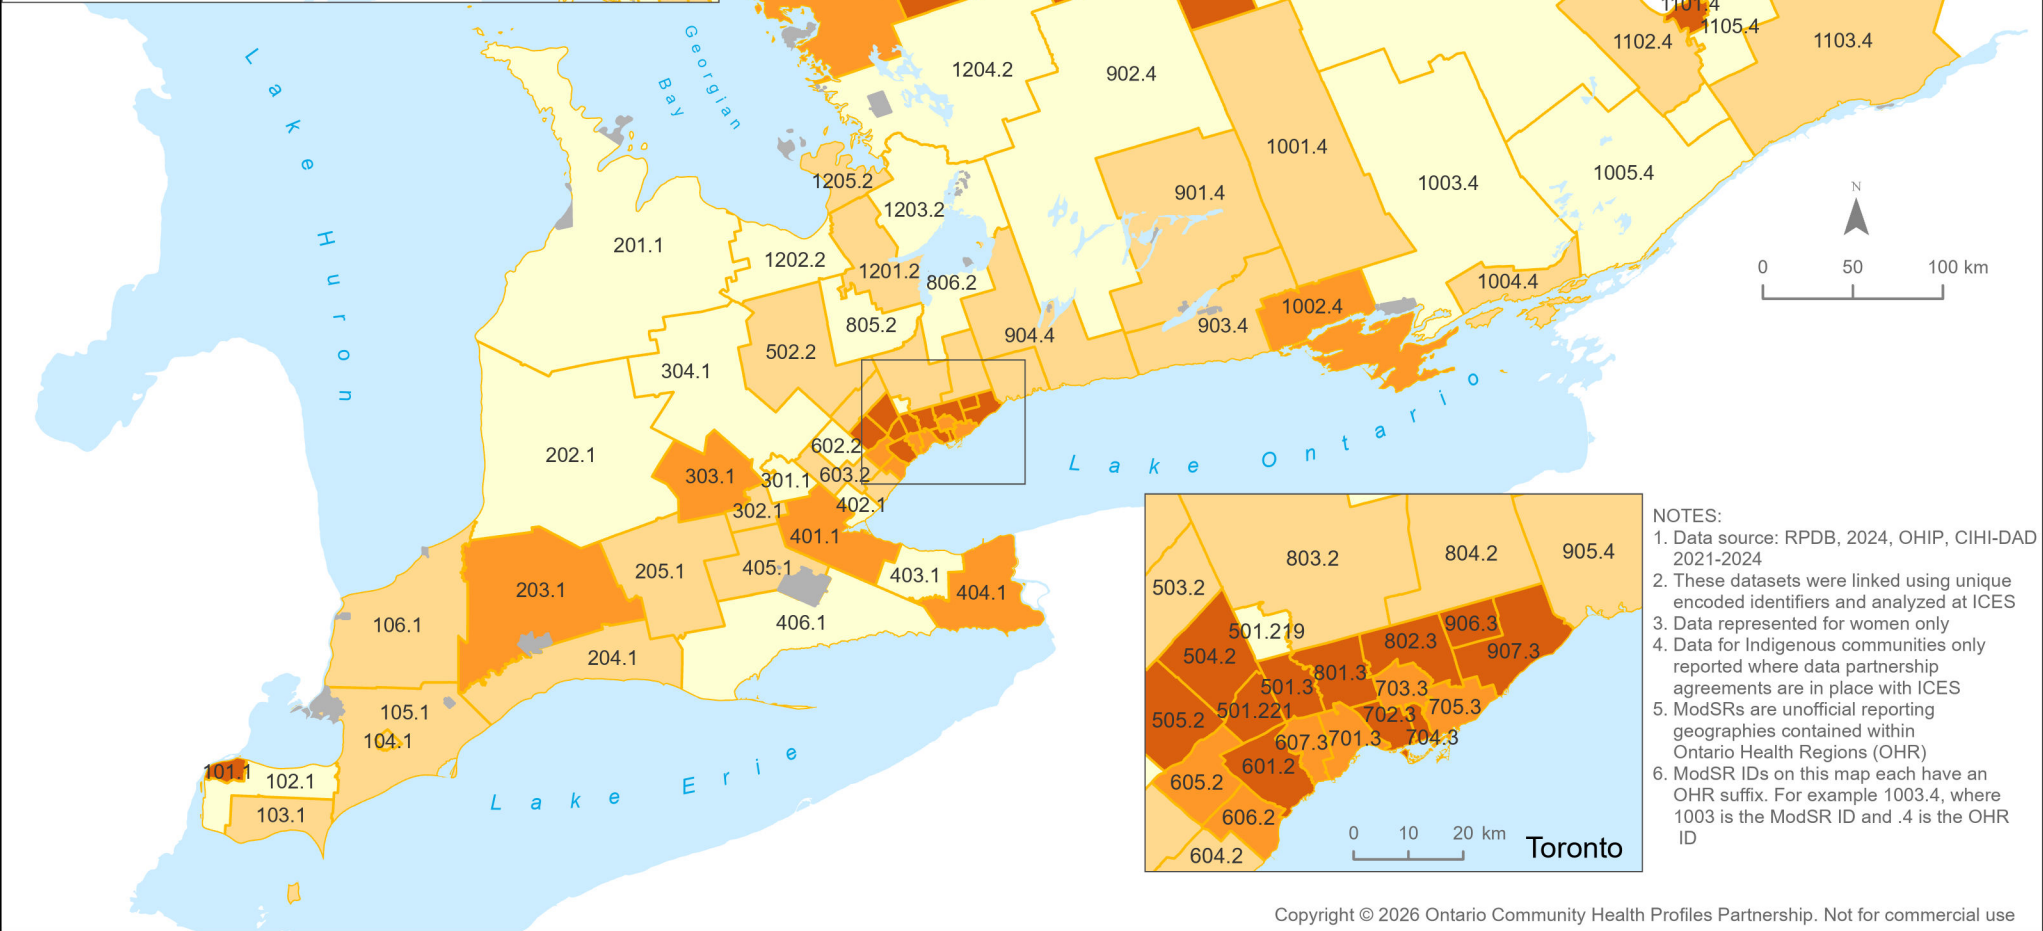 1101.4
1105.4
1102.4
1103.4
Georgian
Bay
Lake Huron
1204.2
902.4
1001.4
1003.4
1005.4
1205.2
901.4
1203.2
201.1
1202.2
1201.2
806.2
1004.4
N
0 50 100 km
805.2
904.4
903.4
1002.4
502.2
304.1
202.1
602.2
303.1
301.1
603.2
302.1
402.1
401.1
Lake Ontario
203.1
205.1
405.1
403.1
404.1
106.1
406.1
204.1
105.1
104.1
101.1
102.1
103.1
Lake Erie
803.2
804.2
905.4
503.2
501.219
906.3
504.2
802.3
907.3
801.3
501.3
703.3
505.2
501.221
702.3
705.3
607.3
701.3
704.3
601.2
605.2
606.2
604.2
0 10 20 km
Toronto
NOTES:
1. Data source: RPDB, 2024, OHIP, CIHI-DAD
2021-2024
2. These datasets were linked using unique
encoded identifiers and analyzed at ICES
3. Data represented for women only
4. Data for Indigenous communities only
reported where data partnership
agreements are in place with ICES
5. ModSRs are unofficial reporting
geographies contained within
Ontario Health Regions (OHR)
6. ModSR IDs on this map each have an
OHR suffix. For example 1003.4, where
1003 is the ModSR ID and .4 is the OHR
ID
Copyright © 2026 Ontario Community Health Profiles Partnership. Not for commercial use